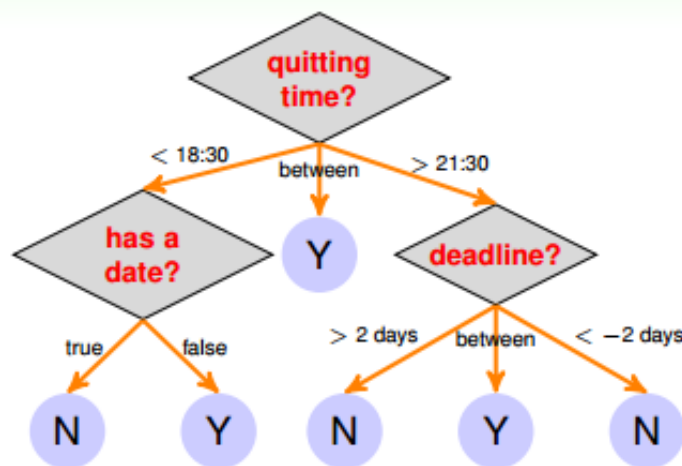 quitting
time?
< 18:30
between
> 21:30
has a
date?
Y
deadline?
true
false
> 2 days
between
< −2 days
N
Y
N
Y
N